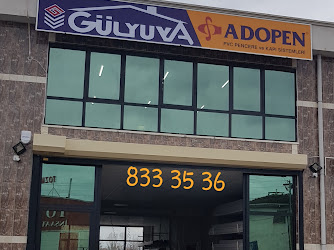 GÜLYUVA
ADOPEN
PVC PENCERE ve KAPI SİSTEMLERİ
833 35 36